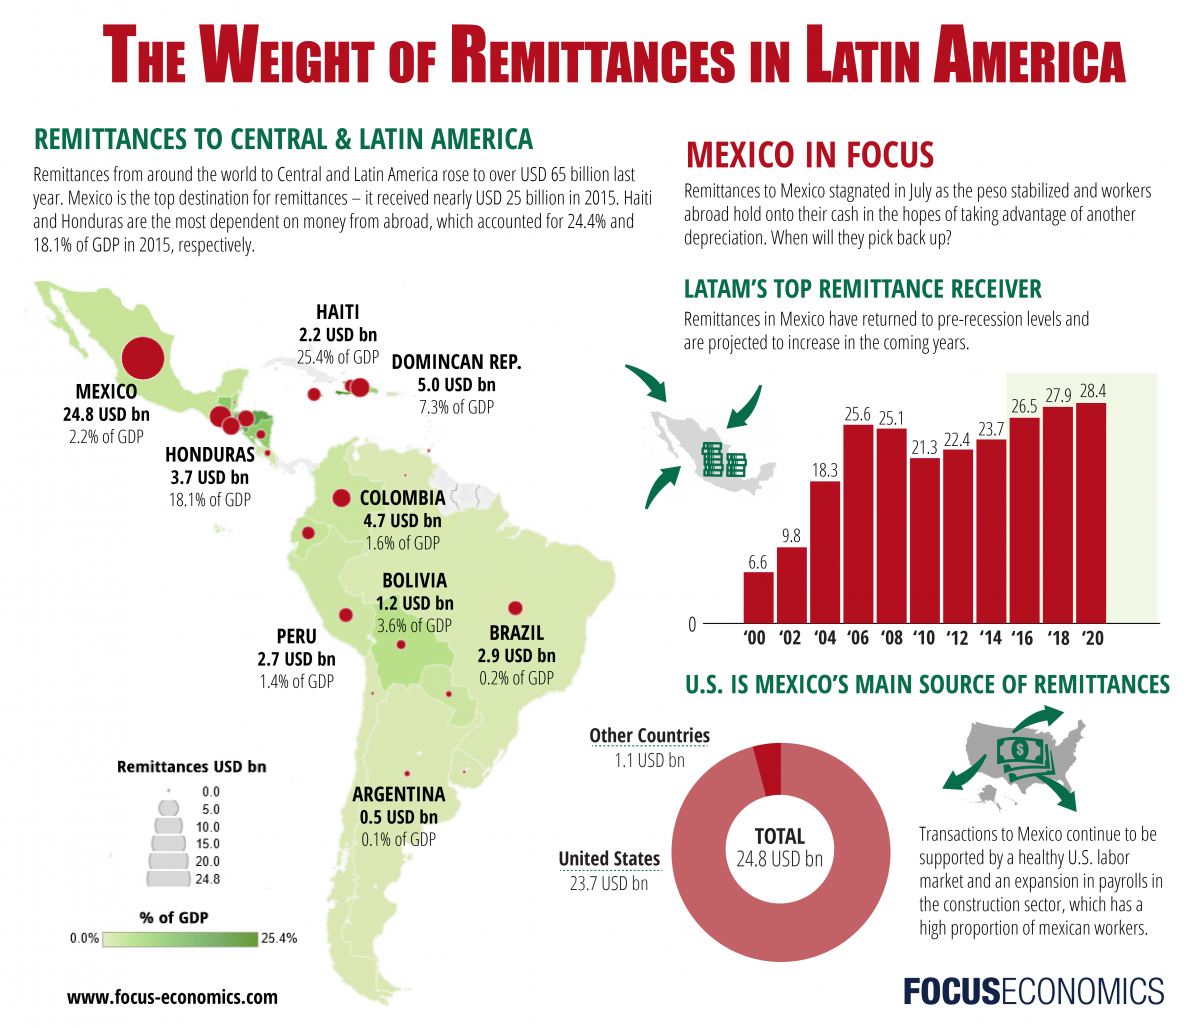 THE WEIGHT OF REMITTANCES IN LATIN AMERICA
REMITTANCES TO CENTRAL & LATIN AMERICA
Remittances from around the world to Central and Latin America rose to over USD 65 billion last
year. Mexico is the top destination for remittances – it received nearly USD 25 billion in 2015. Haiti
and Honduras are the most dependent on money from abroad, which accounted for 24.4% and
18.1% of GDP in 2015, respectively.
HAITI
2.2 USD bn
25.4% of GDP
DOMINCAN REP.
5.0 USD bn
7.3% of GDP
MEXICO
24.8 USD bn
2.2% of GDP
HONDURAS
3.7 USD bn
18.1% of GDP
COLOMBIA
4.7 USD bn
1.6% of GDP
BOLIVIA
1.2 USD bn
3.6% of GDP
PERU
2.7 USD bn
1.4% of GDP
BRAZIL
2.9 USD bn
0.2% of GDP
ARGENTINA
0.5 USD bn
0.1% of GDP
Remittances USD bn
0.0
5.0
10.0
15.0
20.0
24.8
% of GDP
0.0% 25.4%
www.focus-economics.com
MEXICO IN FOCUS
Remittances to Mexico stagnated in July as the peso stabilized and workers
abroad hold onto their cash in the hopes of taking advantage of another
depreciation. When will they pick back up?
LATAM'S TOP REMITTANCE RECEIVER
Remittances in Mexico have returned to pre-recession levels and
are projected to increase in the coming years.
6.6 9.8 18.3 25.6 25.1 21.3 22.4 23.7 26.5 27.9 28.4
0
'00 '02 '04 '06 '08 '10 '12 '14 '16 '18 '20
U.S. IS MEXICO'S MAIN SOURCE OF REMITTANCES
Other Countries
1.1 USD bn
United States
23.7 USD bn
TOTAL
24.8 USD bn
$
Transactions to Mexico continue to be
supported by a healthy U.S. labor
market and an expansion in payrolls in
the construction sector, which has a
high proportion of mexican workers.
FOCUSECONOMICS